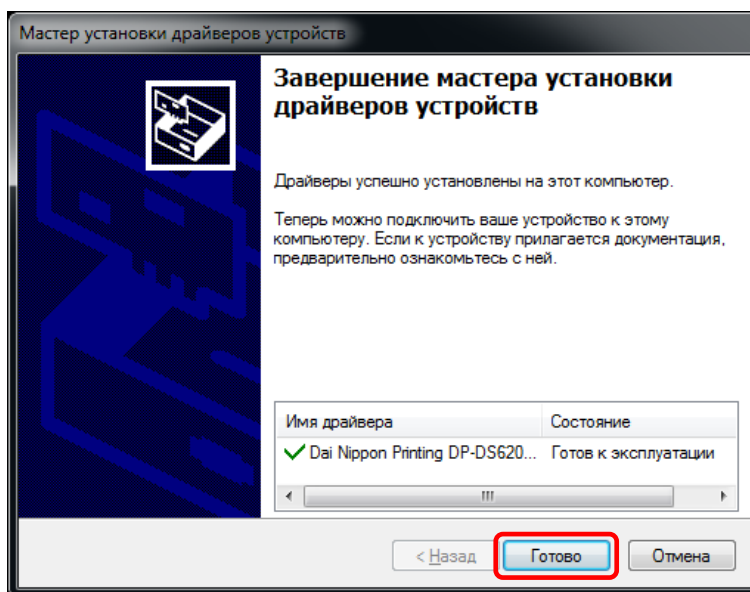 Мастер установки драйверов устройств
Завершение мастера установки
драйверов устройств
Драйверы успешно установлены на этот компьютер.
Теперь можно подключить ваше устройство к этому
компьютеру. Если к устройству прилагается документация,
предварительно ознакомьтесь с ней.
Имя драйвера Состояние
Dai Nippon Printing DP-DS620... Готов к эксплуатации
< Назад Готово Отмена